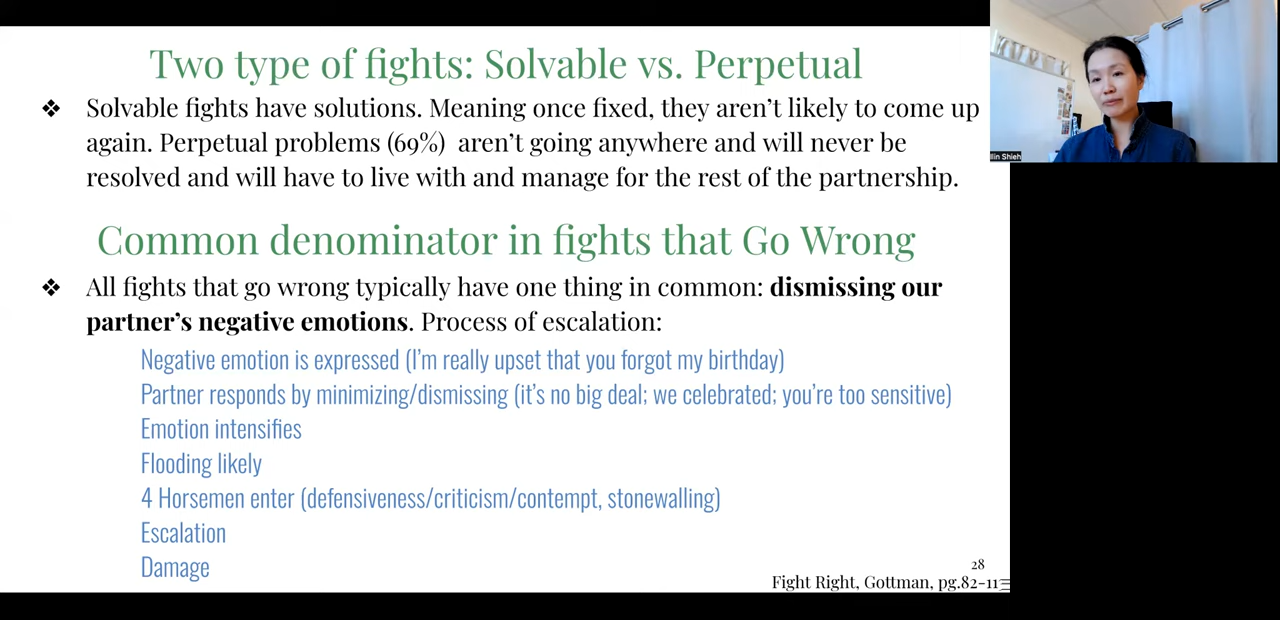 Two type of fights: Solvable vs. Perpetual
❖ Solvable fights have solutions. Meaning once fixed, they aren't likely to come up
again. Perpetual problems (69%) aren't going anywhere and will never be
resolved and will have to live with and manage for the rest of the partnership.
Common denominator in fights that Go Wrong
❖ All fights that go wrong typically have one thing in common: dismissing our
partner's negative emotions. Process of escalation:
Negative emotion is expressed (I'm really upset that you forgot my birthday)
Partner responds by minimizing/dismissing (it's no big deal; we celebrated; you're too sensitive)
Emotion intensifies
Flooding likely
4 Horsemen enter (defensiveness/criticism/contempt, stonewalling)
Escalation
Damage
28
Fight Right, Gottman, pg.82-11
lin Shieh